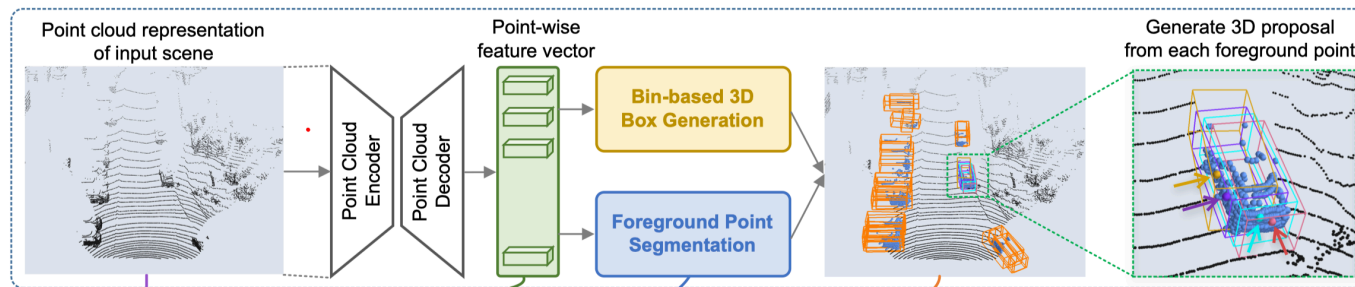 Point cloud representation
of input scene
Point Cloud
Encoder
Point Cloud
Decoder
Point-wise
feature vector
Bin-based 3D
Box Generation
Foreground Point
Segmentation
Generate 3D proposal
from each foreground point